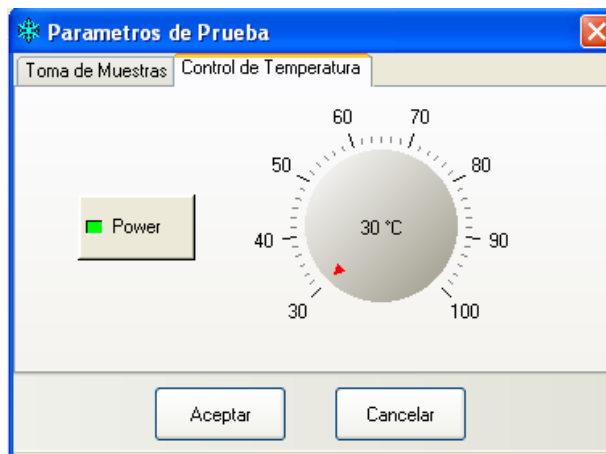 Parametros de Prueba
Toma de Muestras Control de Temperatura
60 70
50 80
Power 30 °C
40 90
30 100
Aceptar Cancelar